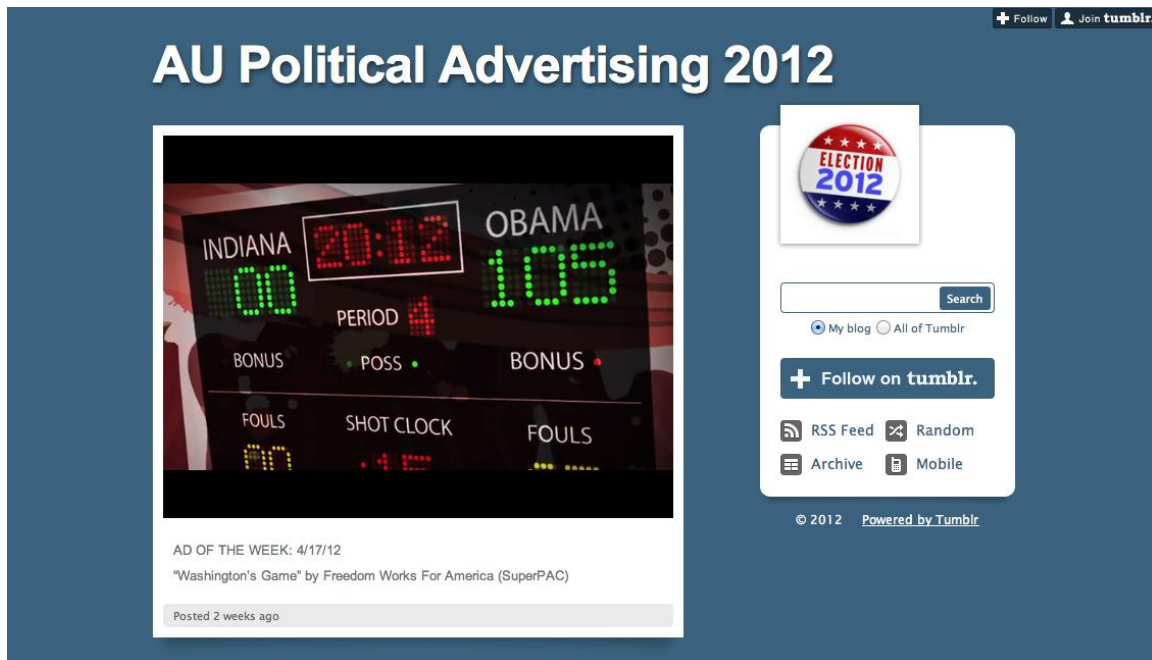 Follow Join tumblr.
AU Political Advertising 2012
INDIANA 20:12 OBAMA
00 105
PERIOD 4
BONUS POSS BONUS
FOULS SHOT CLOCK FOULS
AD OF THE WEEK: 4/17/12
“Washington's Game” by Freedom Works For America (SuperPAC)
Posted 2 weeks ago
ELECTION
2012
Search
My blog All of Tumblr
Follow on tumblr.
RSS Feed Random
Archive Mobile
© 2012 Powered by Tumblr